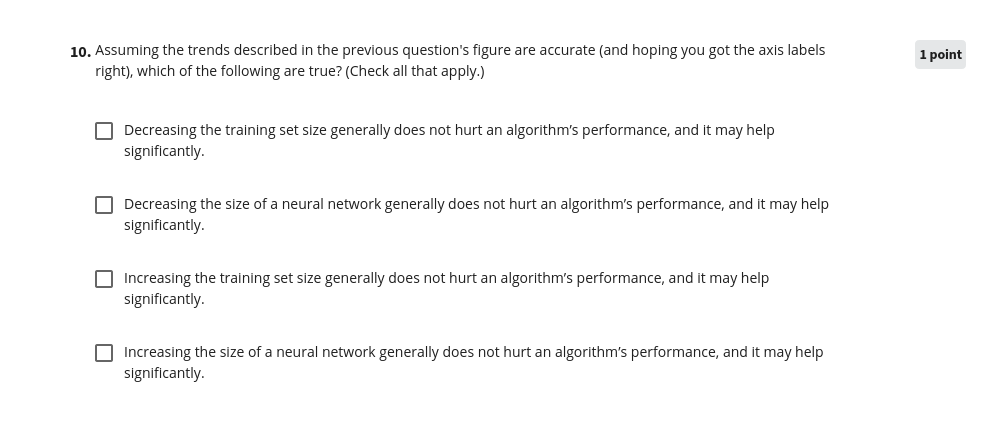 10. Assuming the trends described in the previous question's figure are accurate (and hoping you got the axis labels
right), which of the following are true? (Check all that apply.)
1 point
Decreasing the training set size generally does not hurt an algorithm’s performance, and it may help
significantly.
Decreasing the size of a neural network generally does not hurt an algorithm’s performance, and it may help
significantly.
Increasing the training set size generally does not hurt an algorithm’s performance, and it may help
significantly.
Increasing the size of a neural network generally does not hurt an algorithm’s performance, and it may help
significantly.